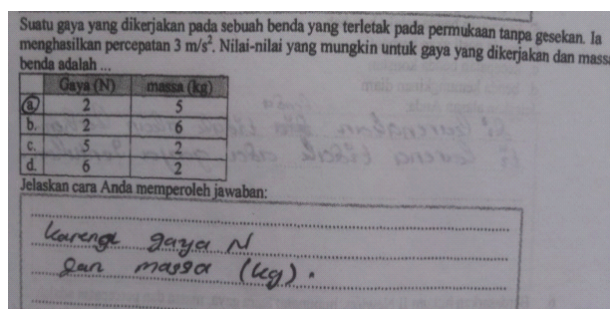 Suatu gaya yang dikerjakan pada sebuah benda yang terletak pada permukaan tanpa gesekan. Ia
menghasilkan percepatan 3 m/s². Nilai-nilai yang mungkin untuk gaya yang dikerjakan dan massa
benda adalah ...
Gaya (N) massa (kg)
a. 2 5
b. 2 6
c. 5 2
d. 6 2
Jelaskan cara Anda memperoleh jawaban:
karena gaya N
dan massa (kg).